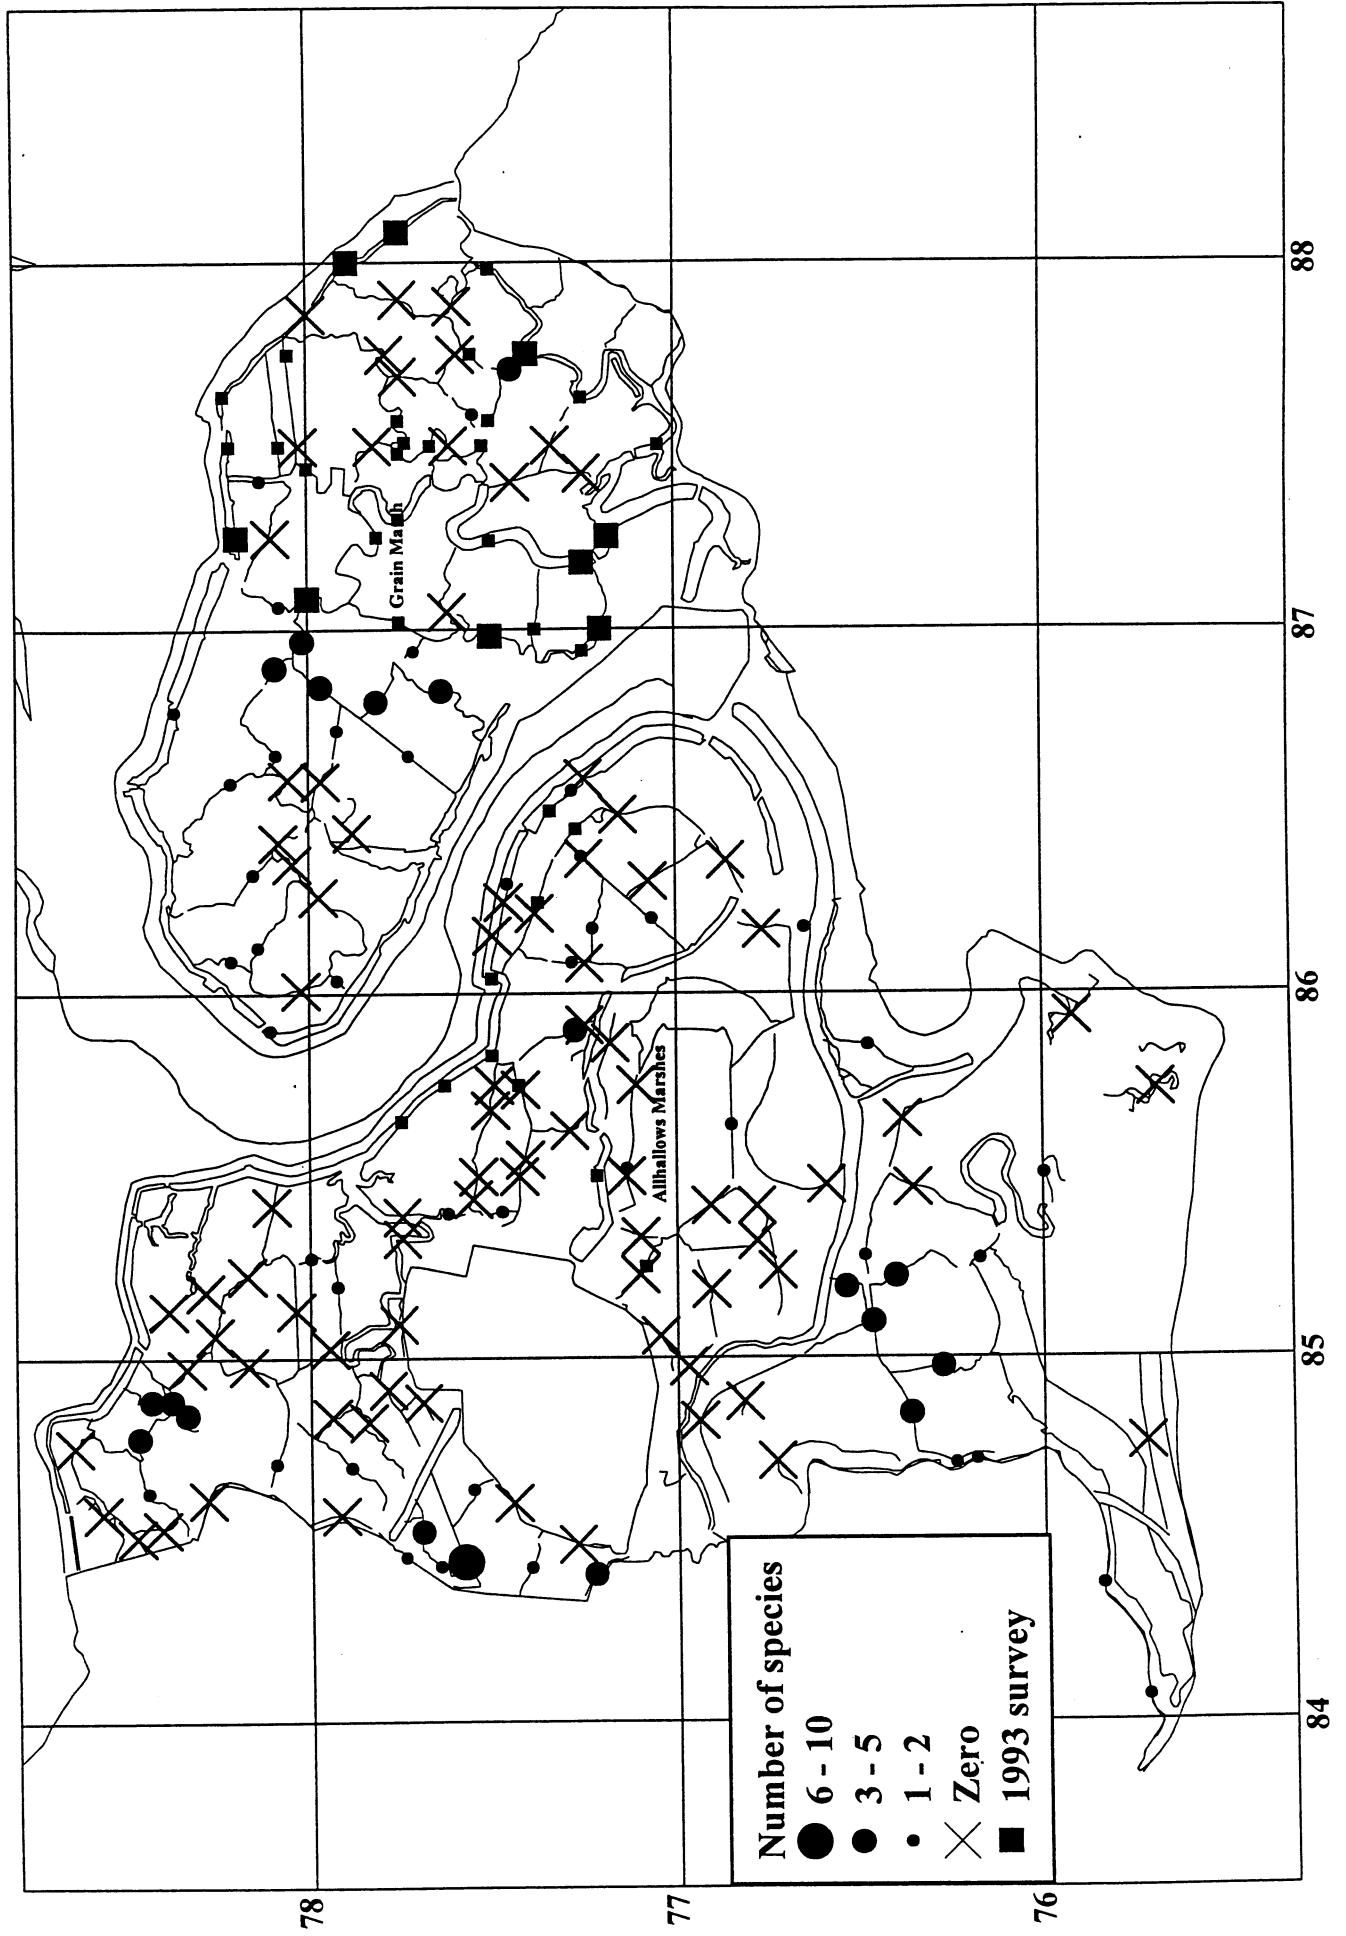 Grain Marsh
Allhallows Marshes
88
87
86
85
84
78
77
76
Number of species
6 - 10
3 - 5
1 - 2
Zero
1993 survey